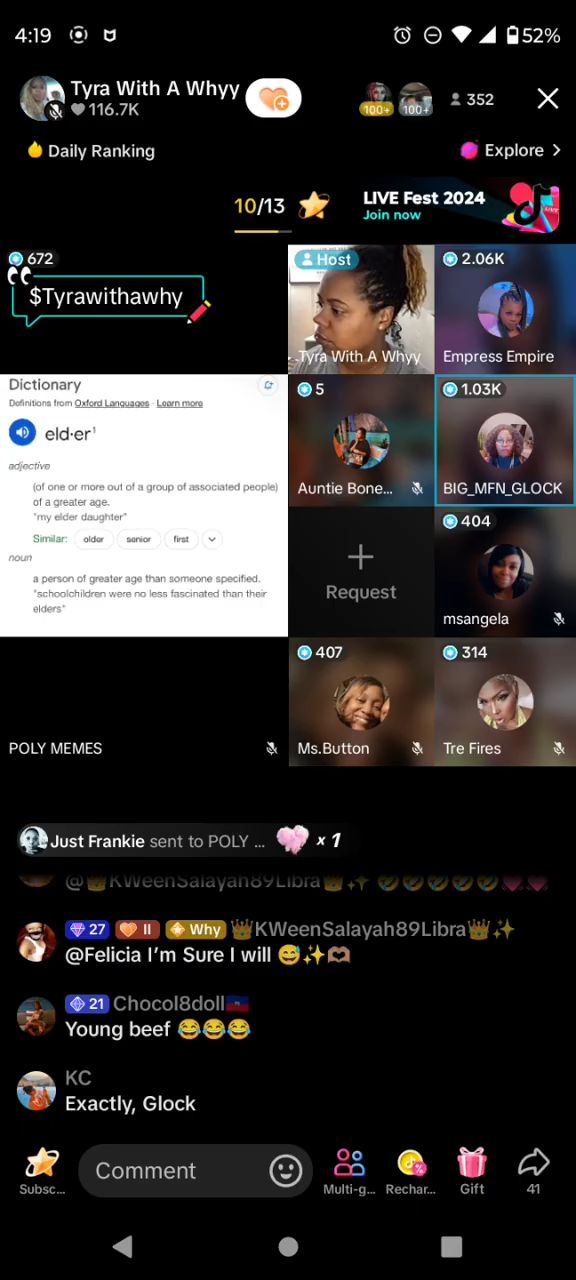 4:19
52%
Tyra With A Whyy
116.7K
100+
100+
352
Daily Ranking
Explore >
10/13
LIVE Fest 2024
Join now
672
$Tyrawithawhy
Host
Tyra With A Whyy
2.06K
Empress Empire
Dictionary
Definitions from Oxford Languages · Learn more
eld·er1
adjective
(of one or more out of a group of associated people)
of a greater age.
"my elder daughter"
Similar: older senior first
noun
a person of greater age than someone specified.
"schoolchildren were no less fascinated than their
elders"
5
Auntie Bone...
1.03K
BIG_MFN_GLOCK
Request
404
msangela
POLY MEMES
407
Ms.Button
314
Tre Fires
Just Frankie sent to POLY ... x 1
@👑KWeenSalayah89Libra👑✨ 🤣🤣🤣🤣🤣💓💓
27 II Why 👑KWeenSalayah89Libra👑✨
@Felicia I’m Sure I will 😅✨🫶🏽
21 Chocol8doll🇭🇹
Young beef 😂😂😂
KC
Exactly, Glock
Comment
Subsc...
Multi-g...
Rechar...
Gift
41